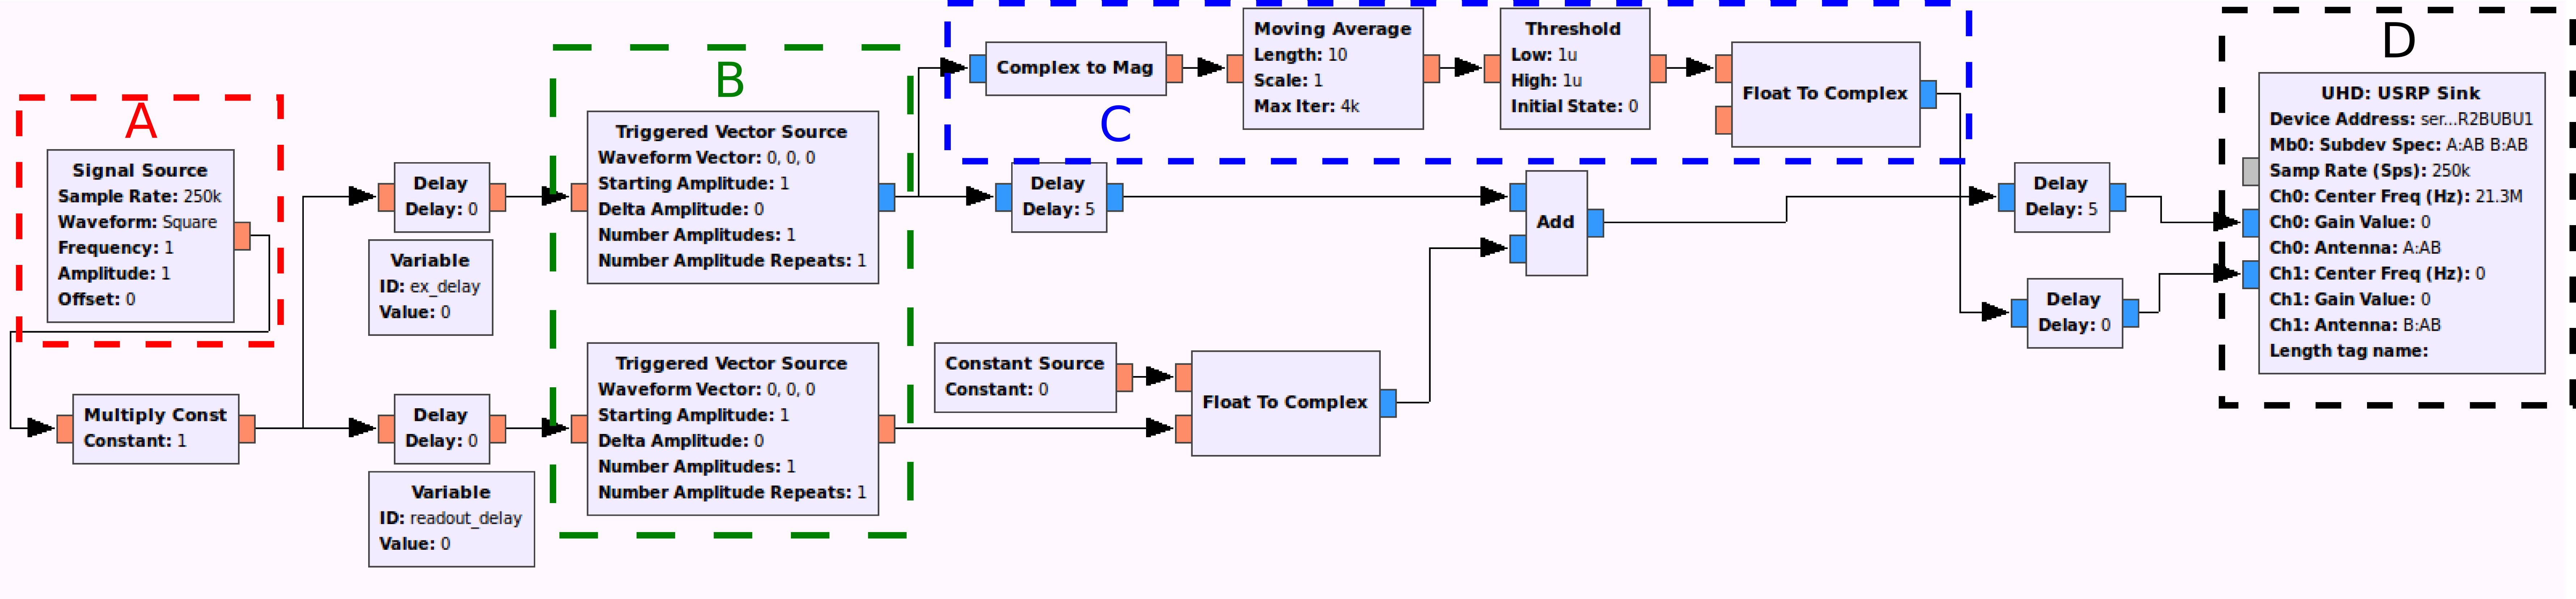 A
Signal Source
Sample Rate: 250k
Waveform: Square
Frequency: 1
Amplitude: 1
Offset: 0
Multiply Const
Constant: 1
Delay
Delay: 0
Variable
ID: ex_delay
Value: 0
Delay
Delay: 0
Variable
ID: readout_delay
Value: 0
B
Triggered Vector Source
Waveform Vector: 0, 0, 0
Starting Amplitude: 1
Delta Amplitude: 0
Number Amplitudes: 1
Number Amplitude Repeats: 1
Triggered Vector Source
Waveform Vector: 0, 0, 0
Starting Amplitude: 1
Delta Amplitude: 0
Number Amplitudes: 1
Number Amplitude Repeats: 1
C
Complex to Mag
Moving Average
Length: 10
Scale: 1
Max Iter: 4k
Threshold
Low: 1u
High: 1u
Initial State: 0
Float To Complex
Delay
Delay: 5
Add
Constant Source
Constant: 0
Float To Complex
Delay
Delay: 5
Delay
Delay: 0
D
UHD: USRP Sink
Device Address: ser...R2BUBU1
Mb0: Subdev Spec: A:AB B:AB
Samp Rate (Sps): 250k
Ch0: Center Freq (Hz): 21.3M
Ch0: Gain Value: 0
Ch0: Antenna: A:AB
Ch1: Center Freq (Hz): 0
Ch1: Gain Value: 0
Ch1: Antenna: B:AB
Length tag name: